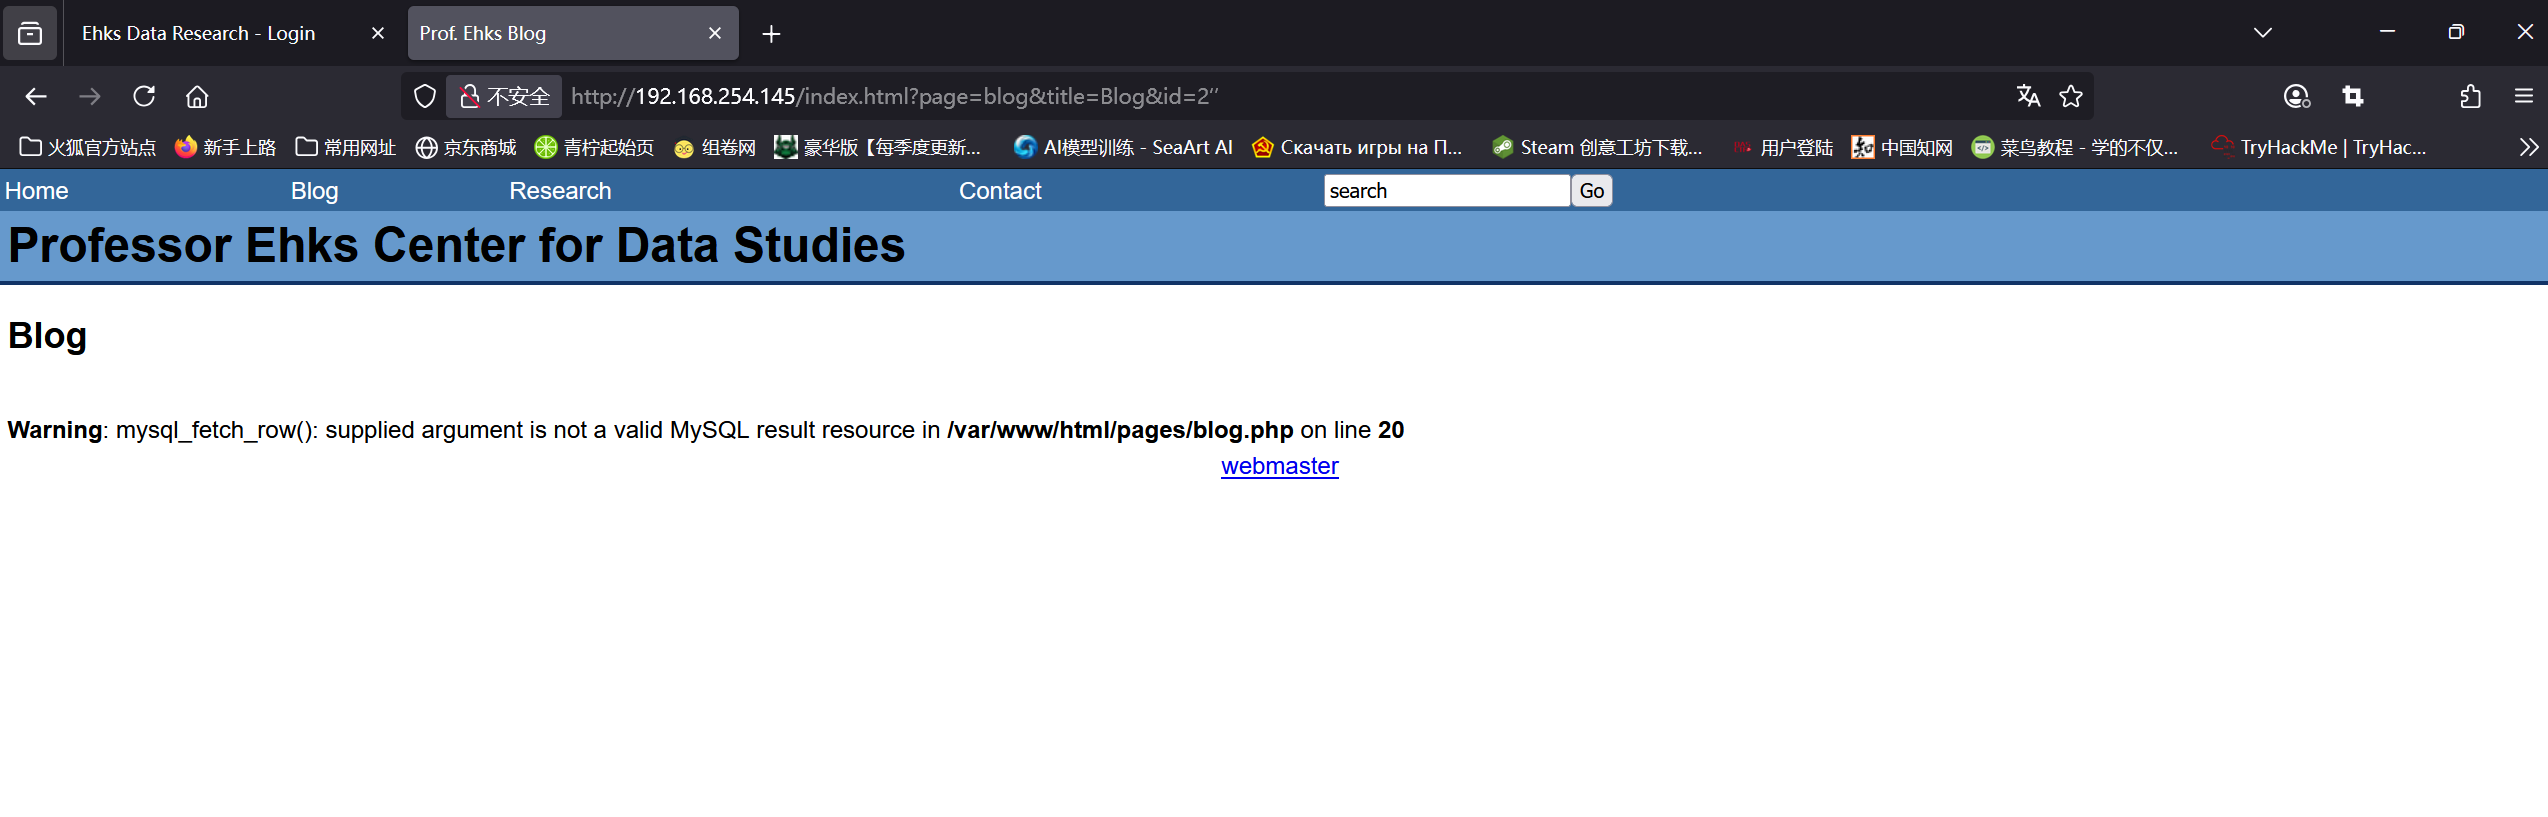 Ehks Data Research - Login
Prof. Ehks Blog
不安全 http://192.168.254.145/index.html?page=blog&title=Blog&id=2''
火狐官方站点 新手上路 常用网址 京东商城 青柠起始页 组卷网 豪华版【每季度更新... AI模型训练 - SeaArt AI Скачать игры на П... Steam 创意工坊下载... 用户登陆 中国知网 菜鸟教程 - 学的不仅... TryHackMe | TryHac...
Home Blog Research Contact search Go
Professor Ehks Center for Data Studies
Blog
Warning: mysql_fetch_row(): supplied argument is not a valid MySQL result resource in /var/www/html/pages/blog.php on line 20
webmaster